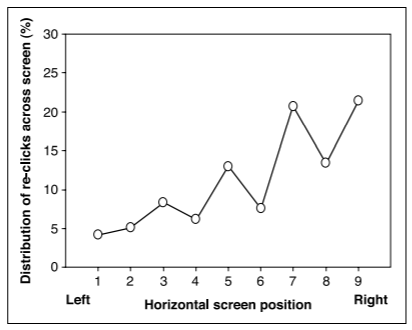 Distribution of re-clicks across screen (%)
30
25
20
15
10
5
0
1 2 3 4 5 6 7 8 9
Left Horizontal screen position Right